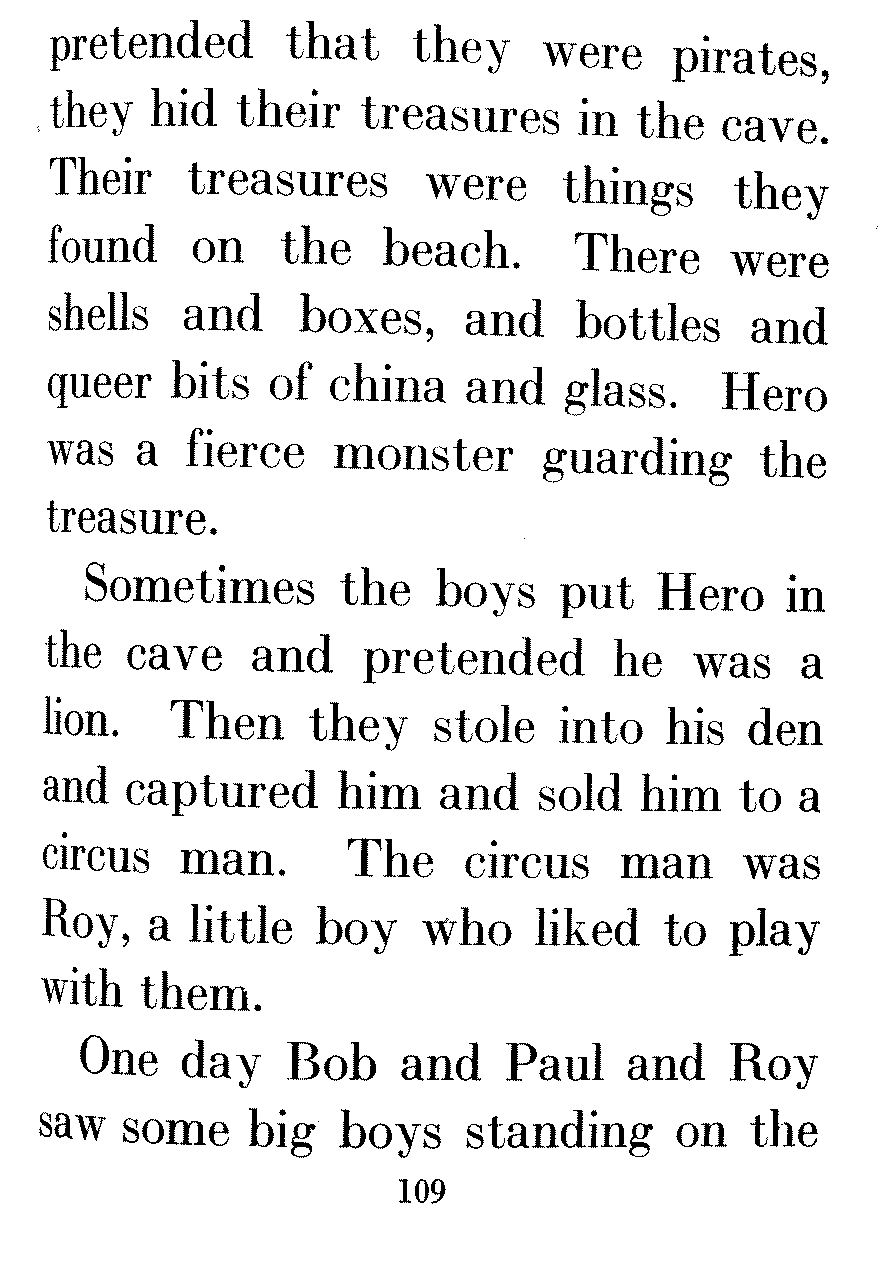 pretended that they were pirates,
they hid their treasures in the cave.
Their treasures were things they
found on the beach. There were
shells and boxes, and bottles and
queer bits of china and glass. Hero
was a fierce monster guarding the
treasure.
Sometimes the boys put Hero in
the cave and pretended he was a
lion. Then they stole into his den
and captured him and sold him to a
circus man. The circus man was
Roy, a little boy who liked to play
with them.
One day Bob and Paul and Roy
saw some big boys standing on the
109